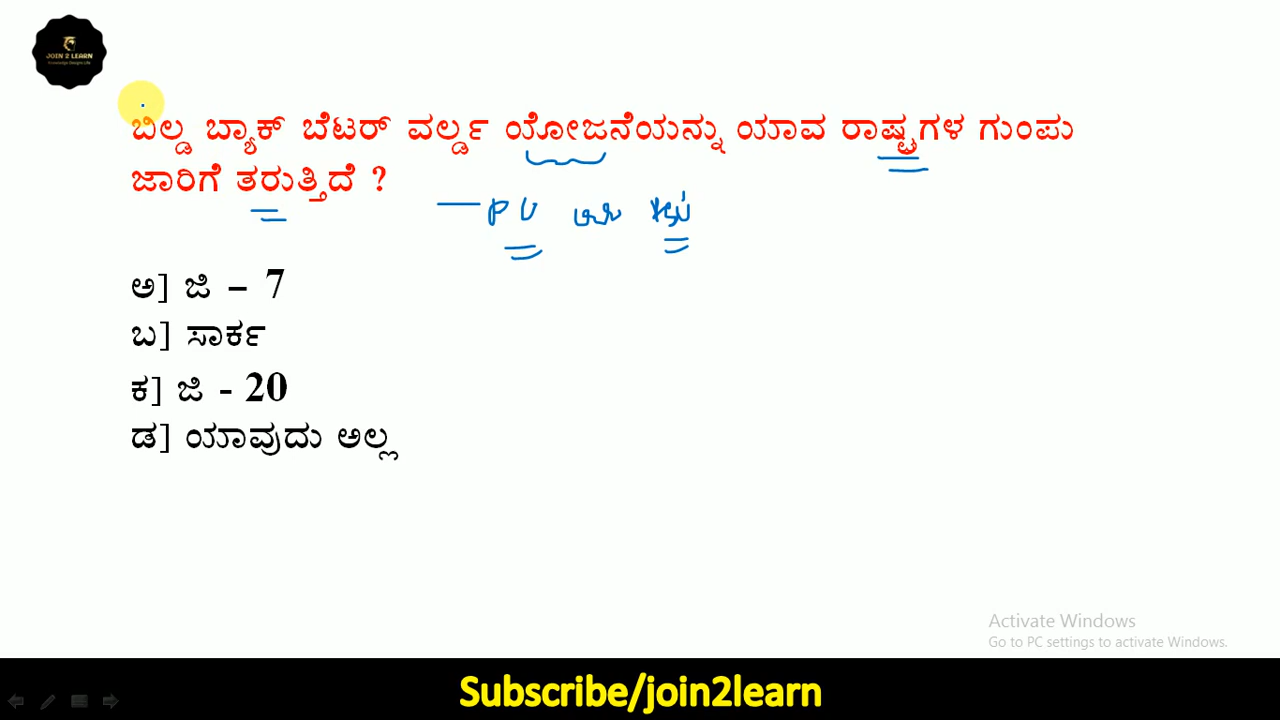 JOIN 2 LEARN
ಬಿಲ್ಡ ಬ್ಯಾಕ್ ಬೆಟರ್ ವರ್ಲ್ಡ ಯೋಜನೆಯನ್ನು ಯಾವ ರಾಷ್ಟ್ರಗಳ ಗುಂಪು
ಜಾರಿಗೆ ತರುತ್ತಿದೆ ?
ಅ] ಜಿ – 7
ಬ] ಸಾರ್ಕ
ಕ] ಜಿ - 20
ಡ] ಯಾವುದು ಅಲ್ಲ
Activate Windows
Go to PC settings to activate Windows.
Subscribe/join2learn